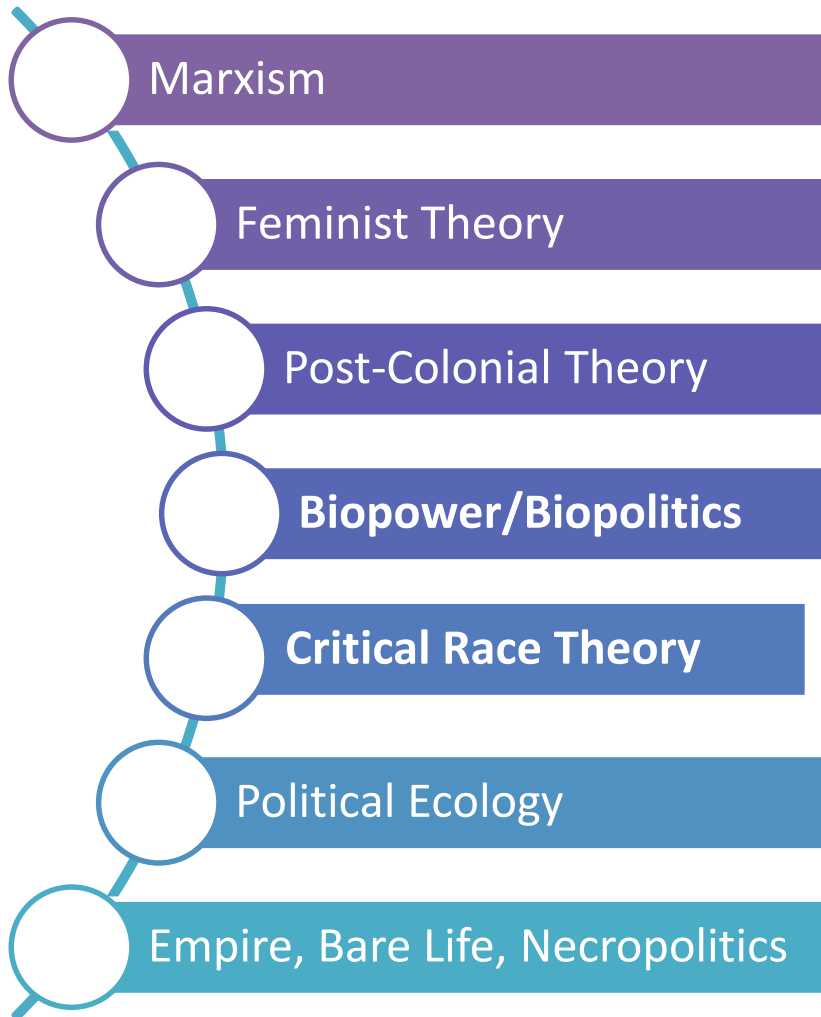 Marxism
Feminist Theory
Post-Colonial Theory
Biopower/Biopolitics
Critical Race Theory
Political Ecology
Empire, Bare Life, Necropolitics